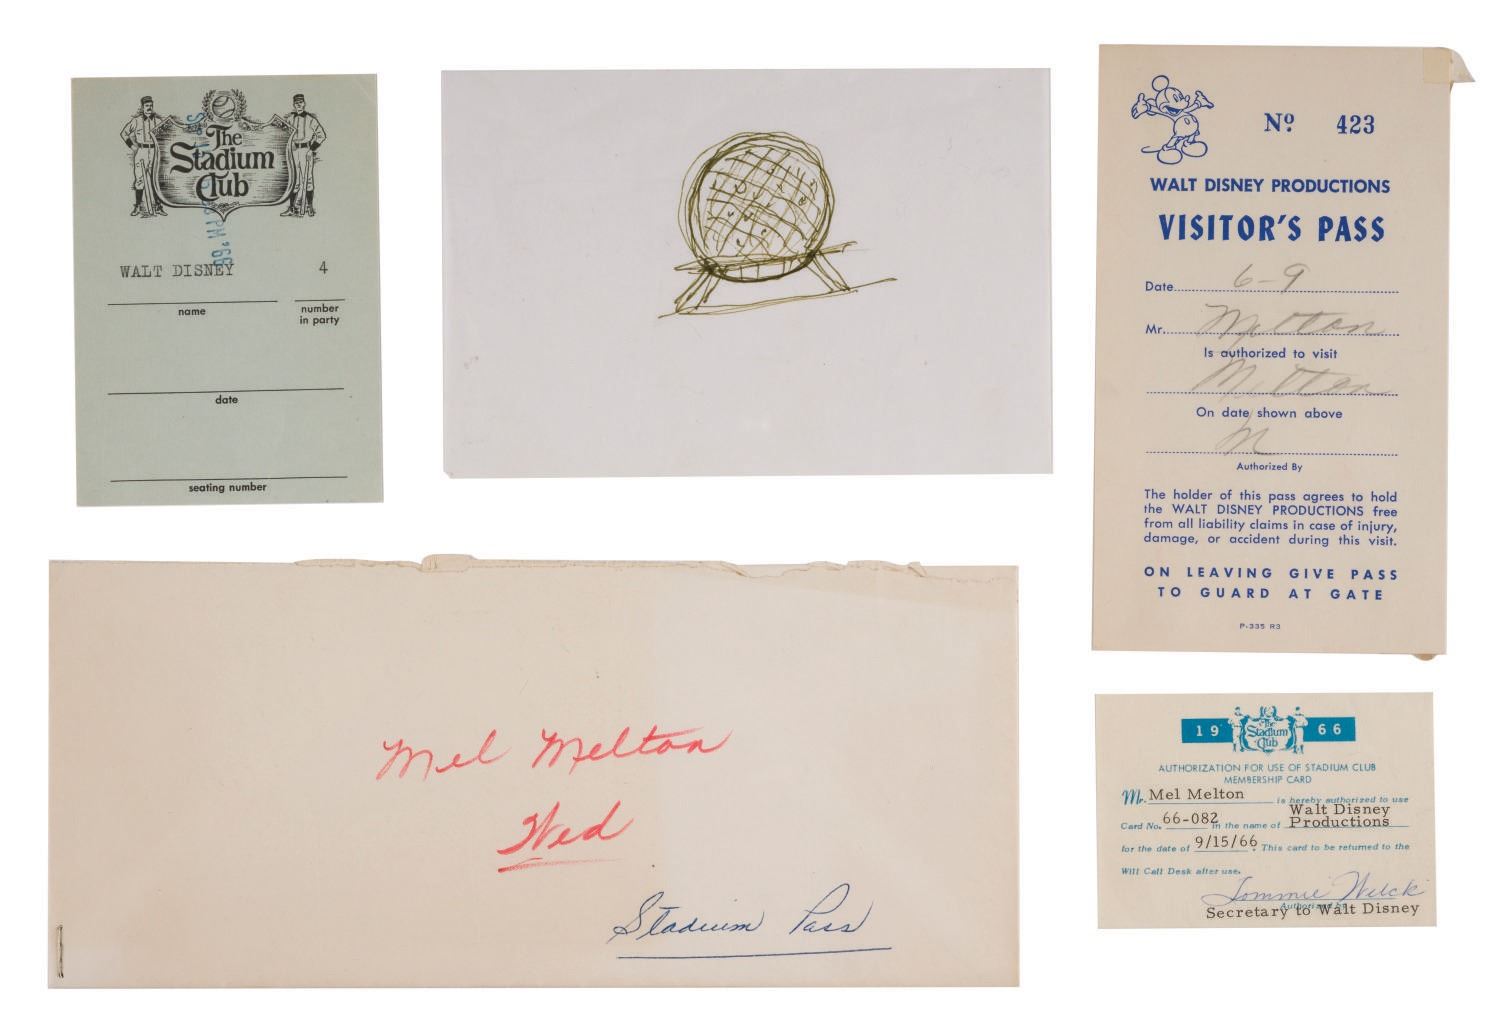 The
Stadium
Club
WALT DISNEY 4
name number
in party
date
seating number
Nº 423
WALT DISNEY PRODUCTIONS
VISITOR'S PASS
Date 6-9
Mr. Melton
Is authorized to visit
Melton
On date shown above
M
Authorized By
The holder of this pass agrees to hold
the WALT DISNEY PRODUCTIONS free
from all liability claims in case of injury,
damage, or accident during this visit.
ON LEAVING GIVE PASS
TO GUARD AT GATE
P-335 R3
Mel Melton
Wed
Stadium Pass
19 The Stadium Club 66
AUTHORIZATION FOR USE OF STADIUM CLUB
MEMBERSHIP CARD
Mr. Mel Melton is hereby authorized to use
Card No. 66-082 in the name of Walt Disney Productions
for the date of 9/15/66. This card to be returned to the
Will Call Desk after use.
Tommie Wilck
Authorized by
Secretary to Walt Disney